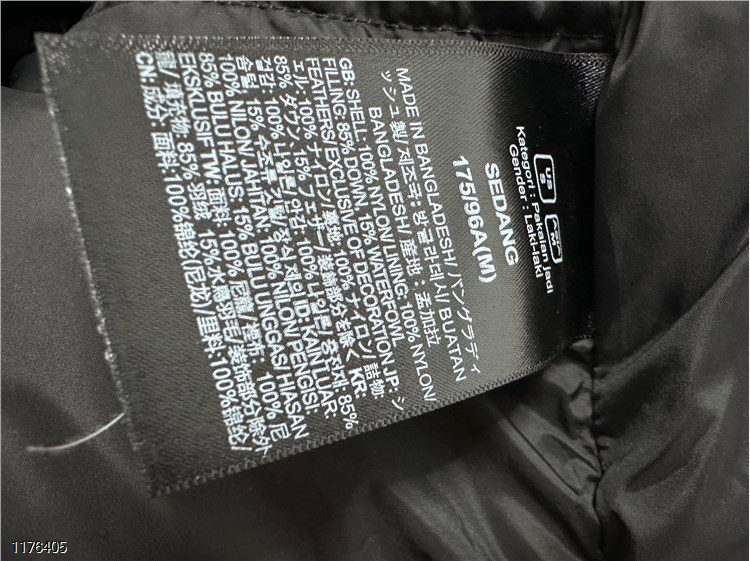 US
S
Kategori : Pakaian jadi
Gender : Laki-laki
SEDANG
175/96A(M)
MADE IN BANGLADESH/ バングラディ
ッシュ製/ 제조국: 방글라데시/ BUATAN
BANGLADESH/ 産地：孟加拉
GB: SHELL: 100% NYLON/ LINING: 100% NYLON/
FILLING: 85% DOWN, 15% WATERFOWL
FEATHERS/ EXCLUSIVE OF DECORATION JP: シ
ェル: 100% ナイロン/ 裏地: 100% ナイロン/ 詰物:
85% ダウン, 15% フェザー/ 装飾部分を除く KR:
겉감: 100% 나일론/ 안감: 100% 나일론/ 충전재: 85%
솜털, 15% 수조류 깃털/ 장식 제외 ID: KAIN LUAR:
100% NILON/ JAHITAN: 100% NILON/ PENGISI:
85% BULU HALUS, 15% BULU UNGGAS/ HIASAN
EKSKLUSIF TW: 面料: 100% 尼龍/ 裡布: 100% 尼
龍/ 填充物: 85% 羽絨, 15% 水鳥羽毛/ 裝飾部分除外
CN: 成分: 面料:100%锦纶/(尼龙)/里料:100%锦纶/
1176405